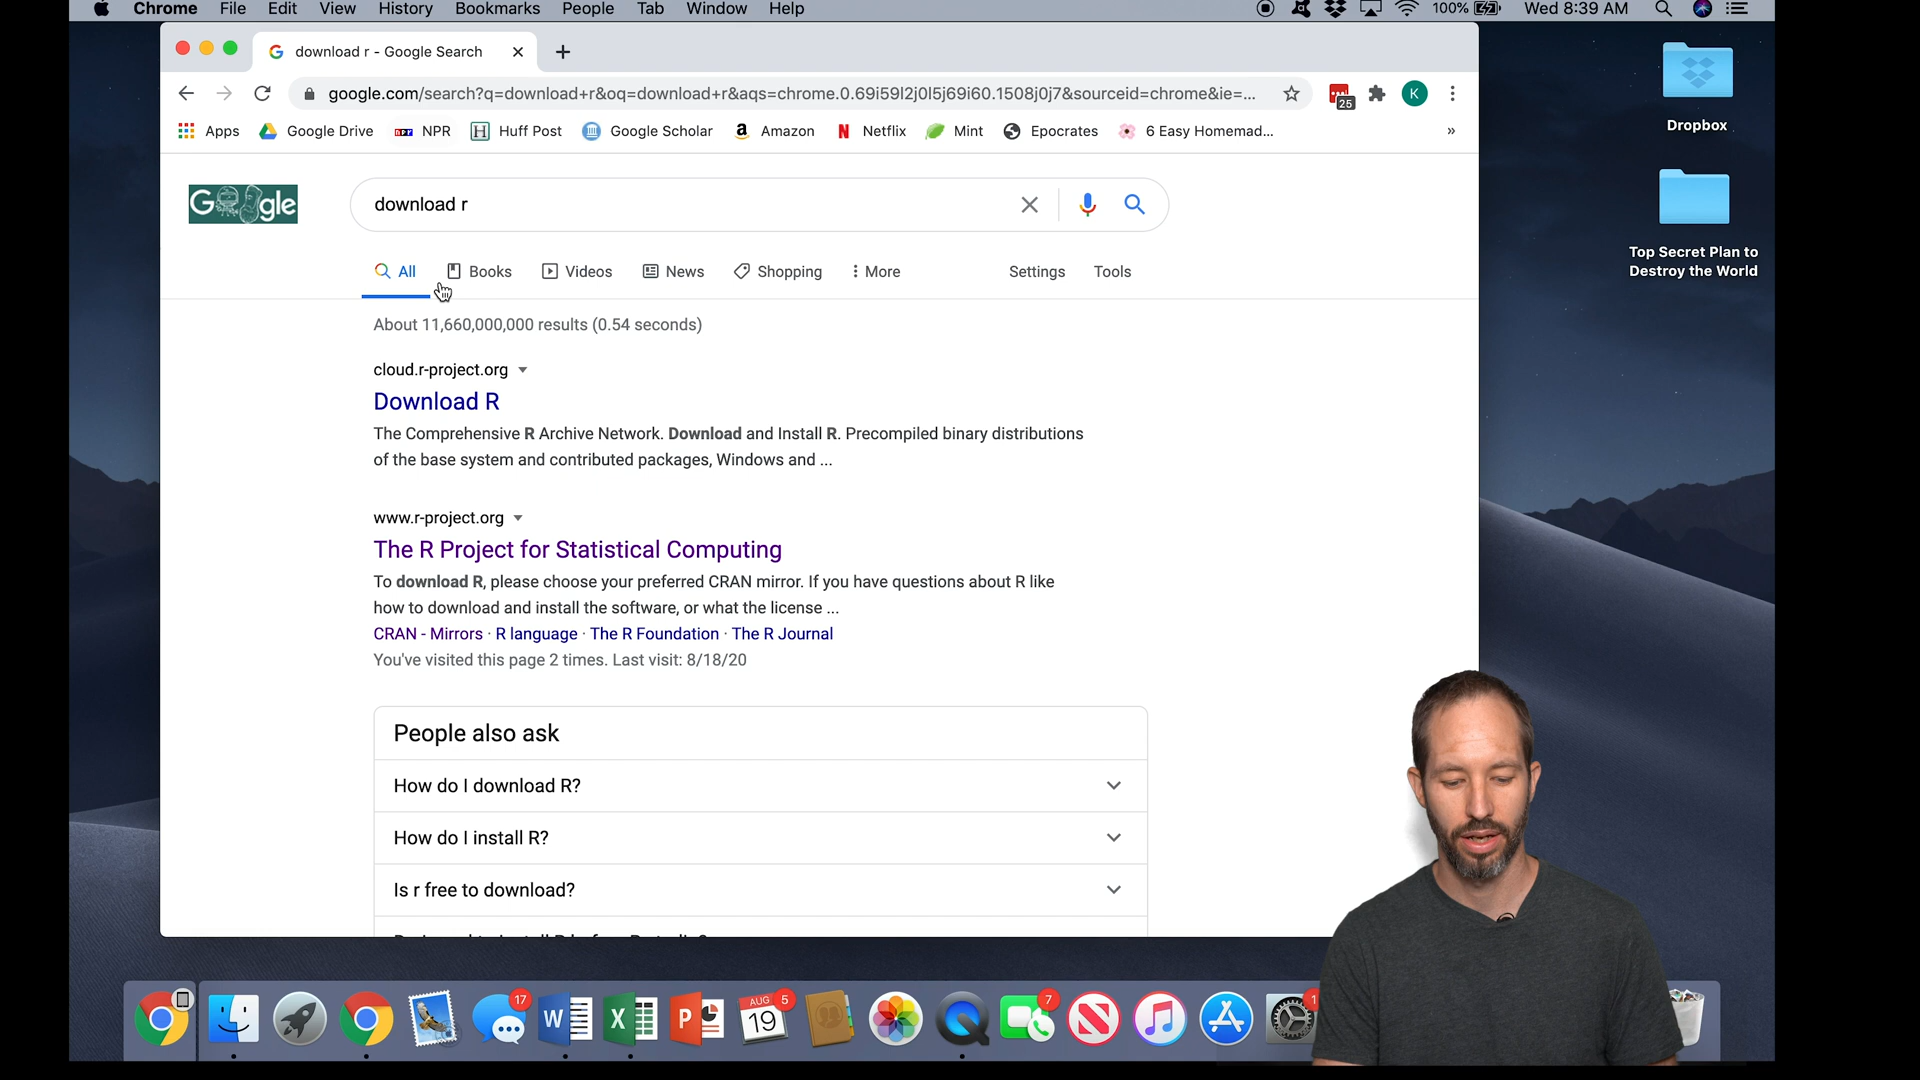 Chrome File Edit View History Bookmarks People Tab Window Help 100% Wed 8:39 AM
download r - Google Search
google.com/search?q=download+r&oq=download+r&aqs=chrome.0.69i59l2j0l5j69i60.1508j0j7&sourceid=chrome&ie=... 25 K
Apps Google Drive NPR Huff Post Google Scholar Amazon Netflix Mint Epocrates 6 Easy Homemad... »
Dropbox
Google download r
Top Secret Plan to
Destroy the World
All Books Videos News Shopping More Settings Tools
About 11,660,000,000 results (0.54 seconds)
cloud.r-project.org
Download R
The Comprehensive R Archive Network. Download and Install R. Precompiled binary distributions
of the base system and contributed packages, Windows and ...
www.r-project.org
The R Project for Statistical Computing
To download R, please choose your preferred CRAN mirror. If you have questions about R like
how to download and install the software, or what the license ...
CRAN - Mirrors · R language · The R Foundation · The R Journal
You've visited this page 2 times. Last visit: 8/18/20
People also ask
How do I download R?
How do I install R?
Is r free to download?
17 W X P AUG 19 5 7 1